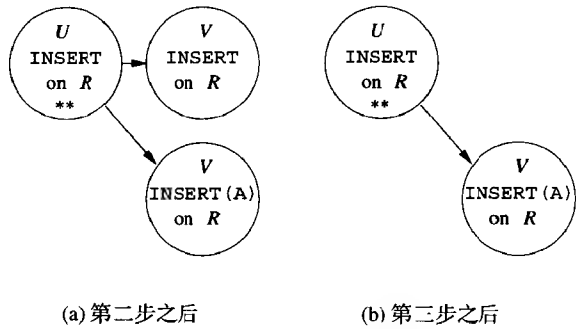 U
INSERT
on R
**
V
INSERT
on R
V
INSERT(A)
on R
(a) 第二步之后
U
INSERT
on R
**
V
INSERT(A)
on R
(b) 第三步之后